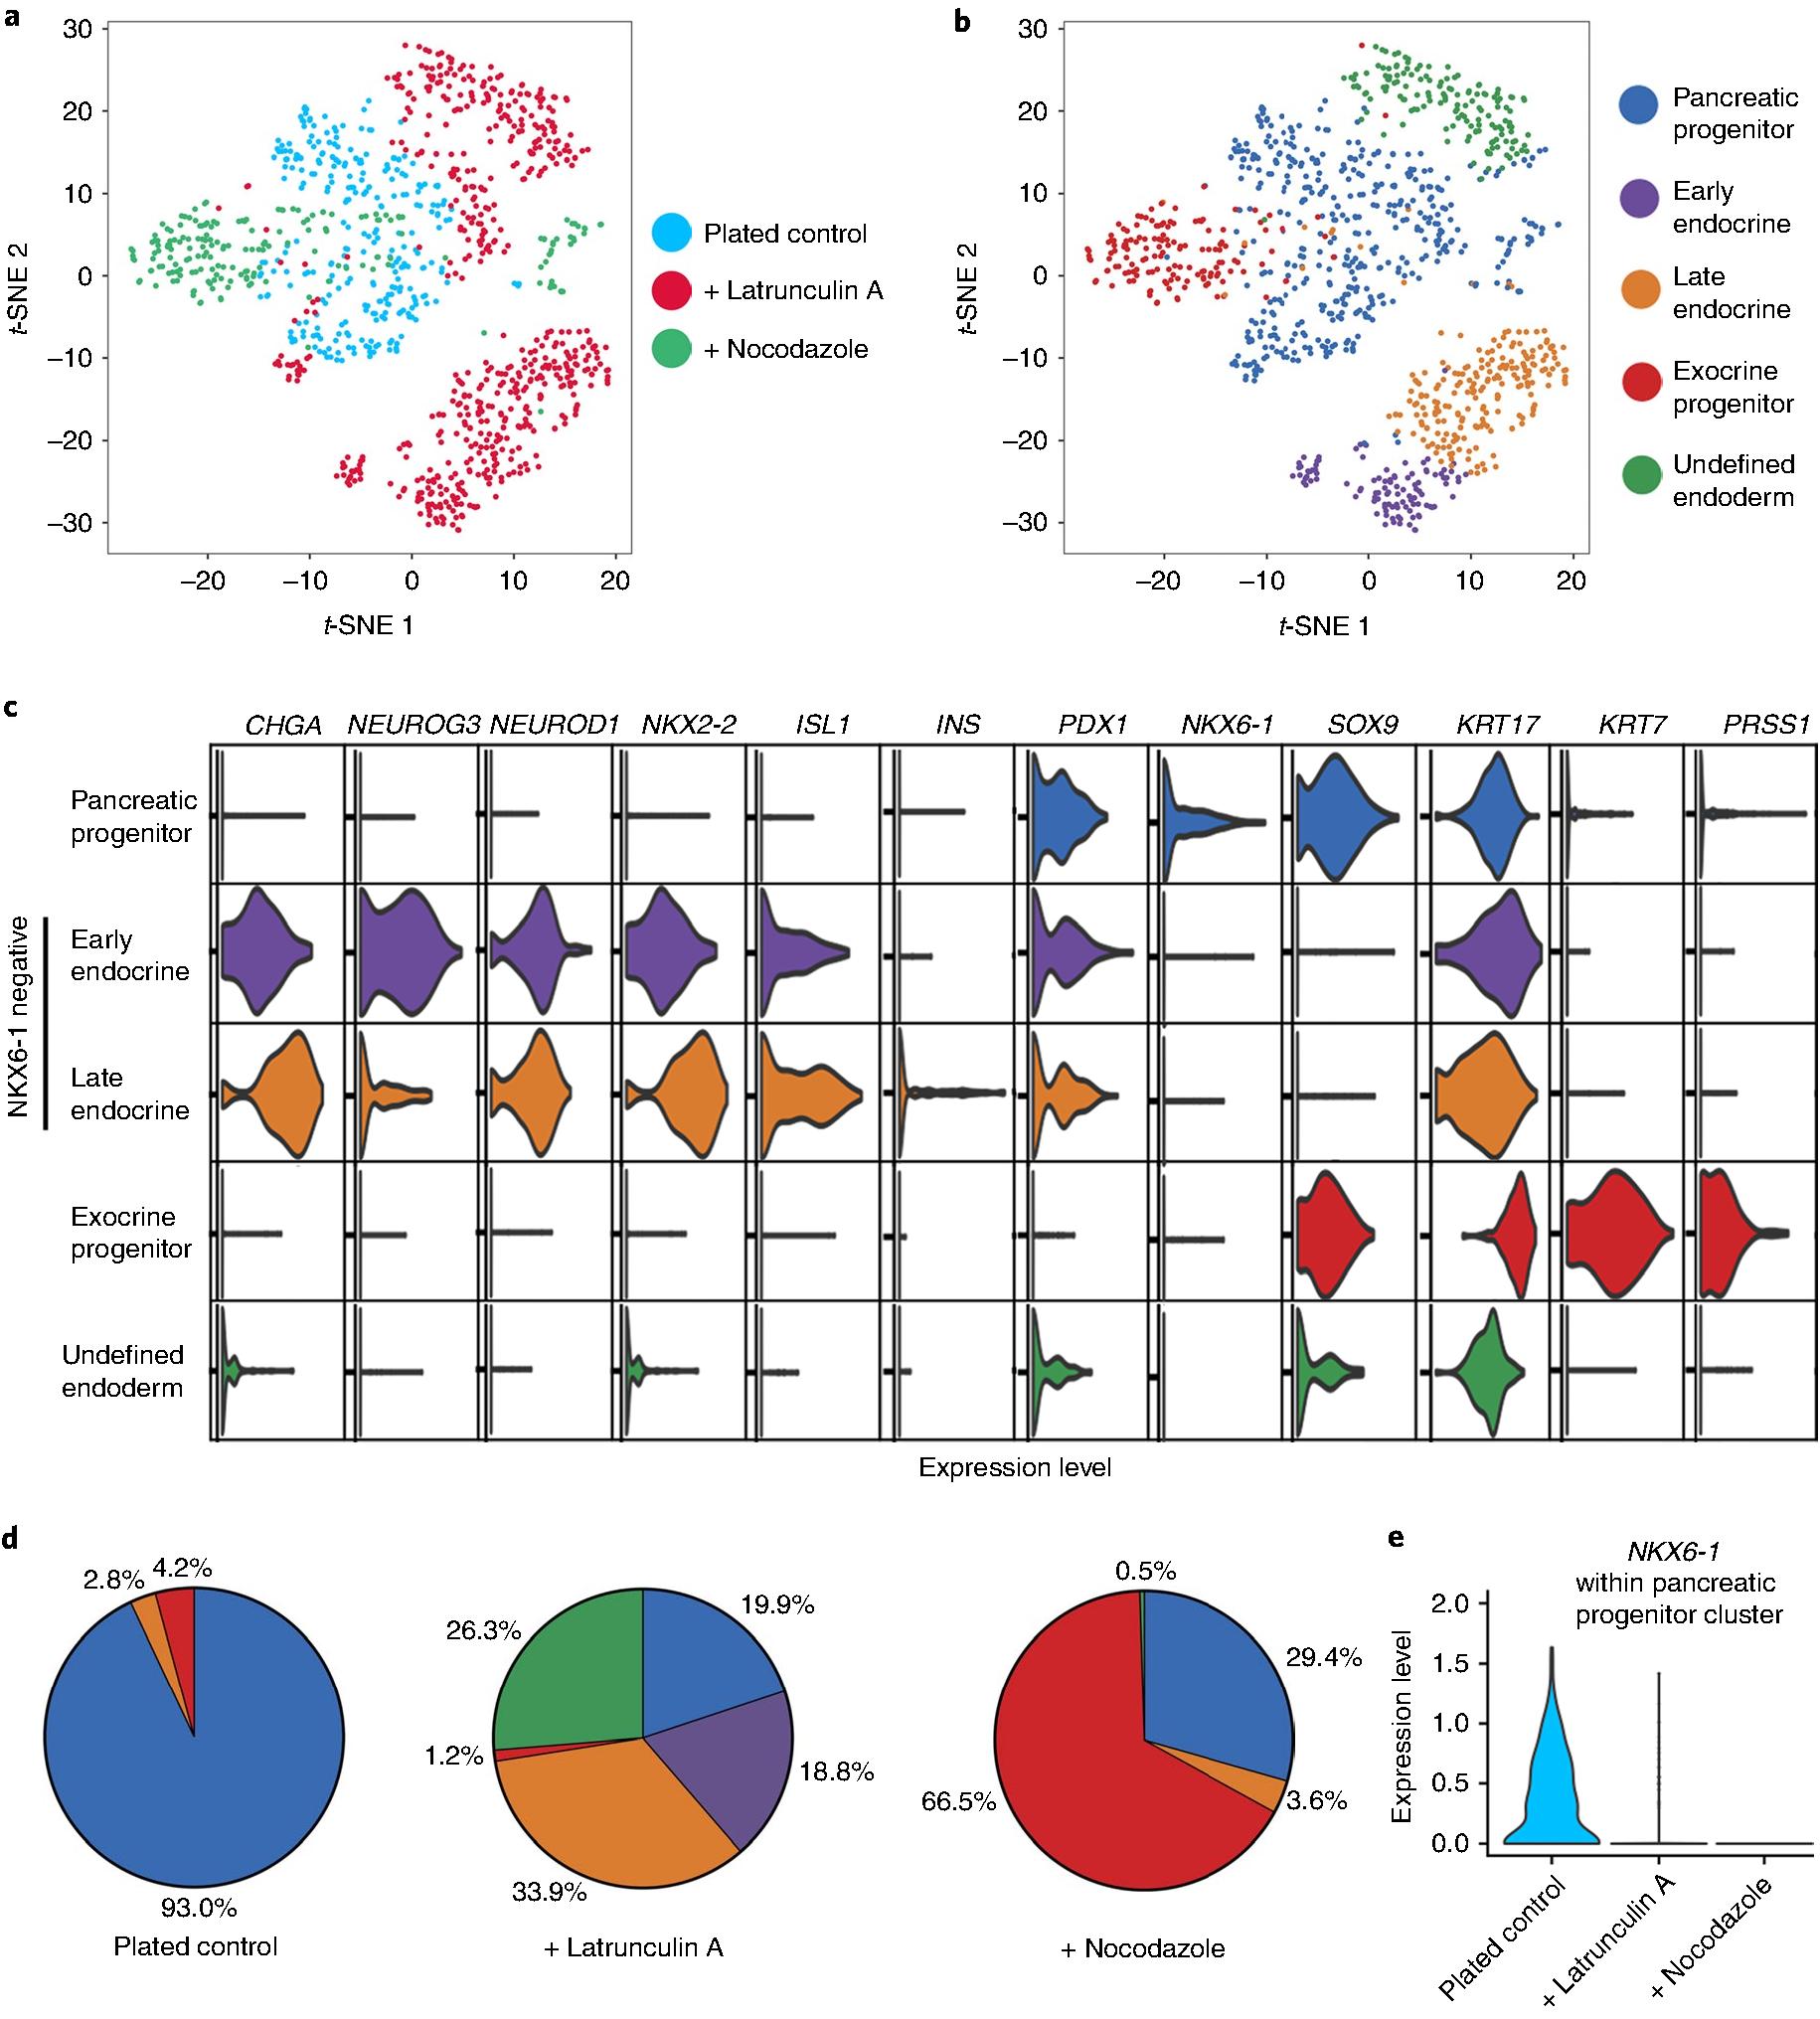 a
30
20
10
0
−10
−20
−30
t-SNE 2
−20
−10
0
10
20
t-SNE 1
Plated control
+ Latrunculin A
+ Nocodazole
b
30
20
10
0
−10
−20
−30
t-SNE 2
−20
−10
0
10
20
t-SNE 1
Pancreatic
progenitor
Early
endocrine
Late
endocrine
Exocrine
progenitor
Undefined
endoderm
c
CHGA NEUROG3 NEUROD1 NKX2-2 ISL1 INS PDX1 NKX6-1 SOX9 KRT17 KRT7 PRSS1
Pancreatic
progenitor
NKX6-1 negative
Early
endocrine
Late
endocrine
Exocrine
progenitor
Undefined
endoderm
Expression level
d
2.8% 4.2%
93.0%
Plated control
26.3%
19.9%
1.2%
18.8%
33.9%
+ Latrunculin A
0.5%
29.4%
66.5%
3.6%
+ Nocodazole
e
NKX6-1
within pancreatic
progenitor cluster
Expression level
2.0
1.5
1.0
0.5
0.0
Plated control
+ Latrunculin A
+ Nocodazole